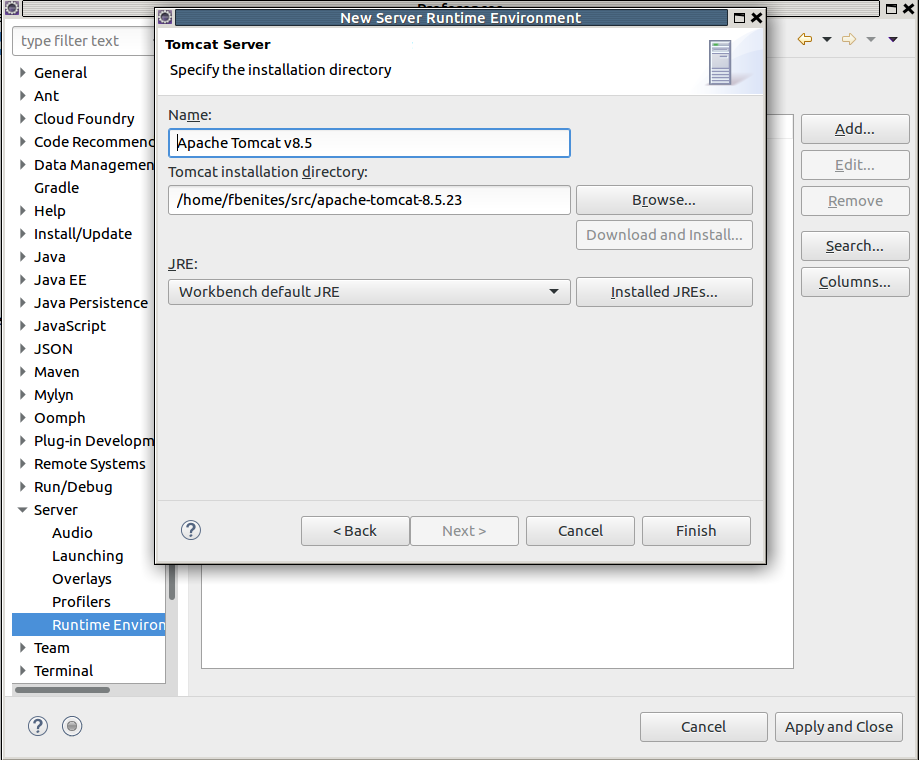 Preferences
New Server Runtime Environment
Tomcat Server
Specify the installation directory
Name:
Apache Tomcat v8.5
Tomcat installation directory:
/home/fbenites/src/apache-tomcat-8.5.23
Browse...
Download and Install...
JRE:
Workbench default JRE
Installed JREs...
< Back
Next >
Cancel
Finish
type filter text
General
Ant
Cloud Foundry
Code Recommenc
Data Managemen
Gradle
Help
Install/Update
Java
Java EE
Java Persistence
JavaScript
JSON
Maven
Mylyn
Oomph
Plug-in Developm
Remote Systems
Run/Debug
Server
Audio
Launching
Overlays
Profilers
Runtime Environ
Team
Terminal
Add...
Edit...
Remove
Search...
Columns...
Cancel
Apply and Close